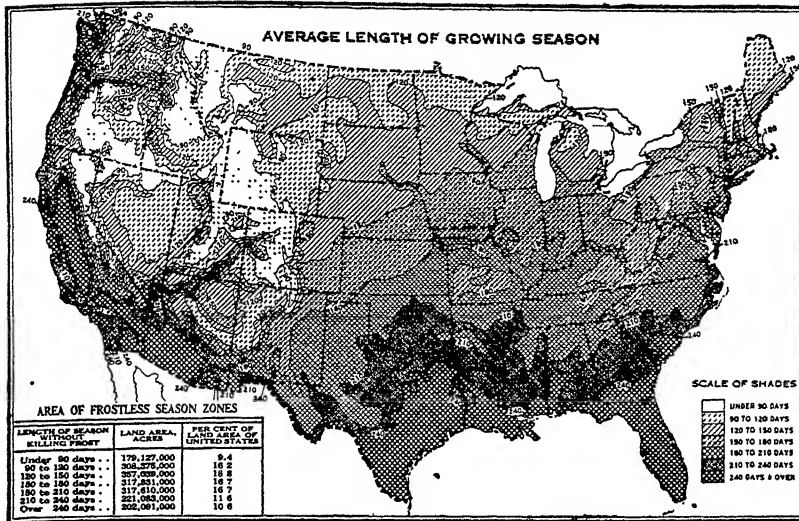 AVERAGE LENGTH OF GROWING SEASON
SCALE OF SHADES
UNDER 90 DAYS
90 TO 120 DAYS
120 TO 150 DAYS
150 TO 180 DAYS
180 TO 210 DAYS
210 TO 240 DAYS
240 DAYS & OVER
AREA OF FROSTLESS SEASON ZONES
LENGTH OF SEASON WITHOUT KILLING FROST LAND AREA, ACRES PER CENT OF LAND AREA OF UNITED STATES
Under 90 days . . 179,127,000 9.4
90 to 120 days . . 308,375,000 16 2
120 to 150 days . . 357,639,000 18 8
150 to 180 days . . 317,831,000 16 7
180 to 210 days . . 317,610,000 16 7
210 to 240 days . . 221,083,000 11 6
Over 240 days . . 202,091,000 10 6